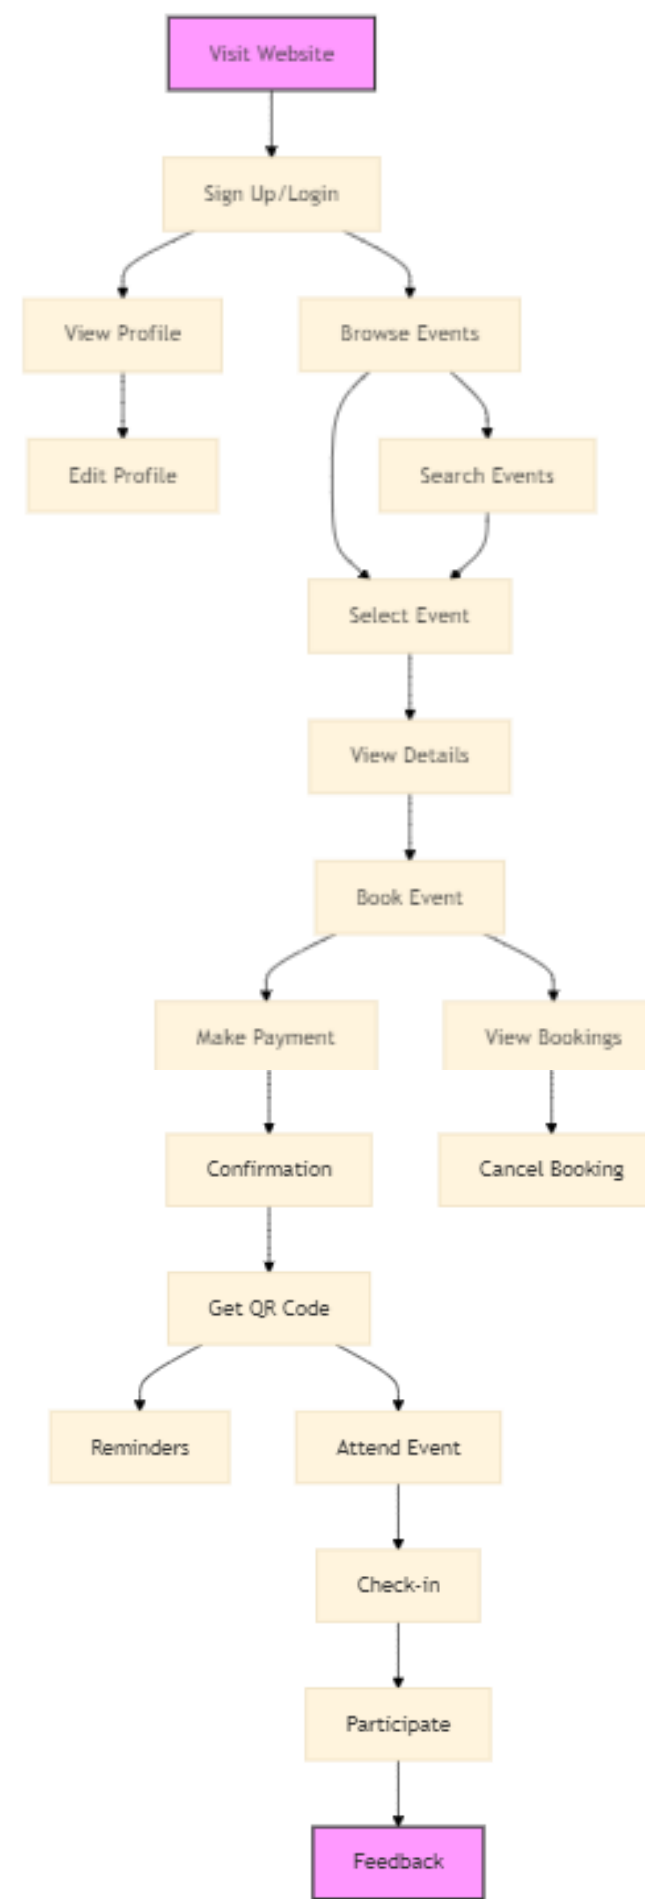 Visit Website
Sign Up/Login
View Profile
Browse Events
Edit Profile
Search Events
Select Event
View Details
Book Event
Make Payment
View Bookings
Confirmation
Cancel Booking
Get QR Code
Reminders
Attend Event
Check-in
Participate
Feedback